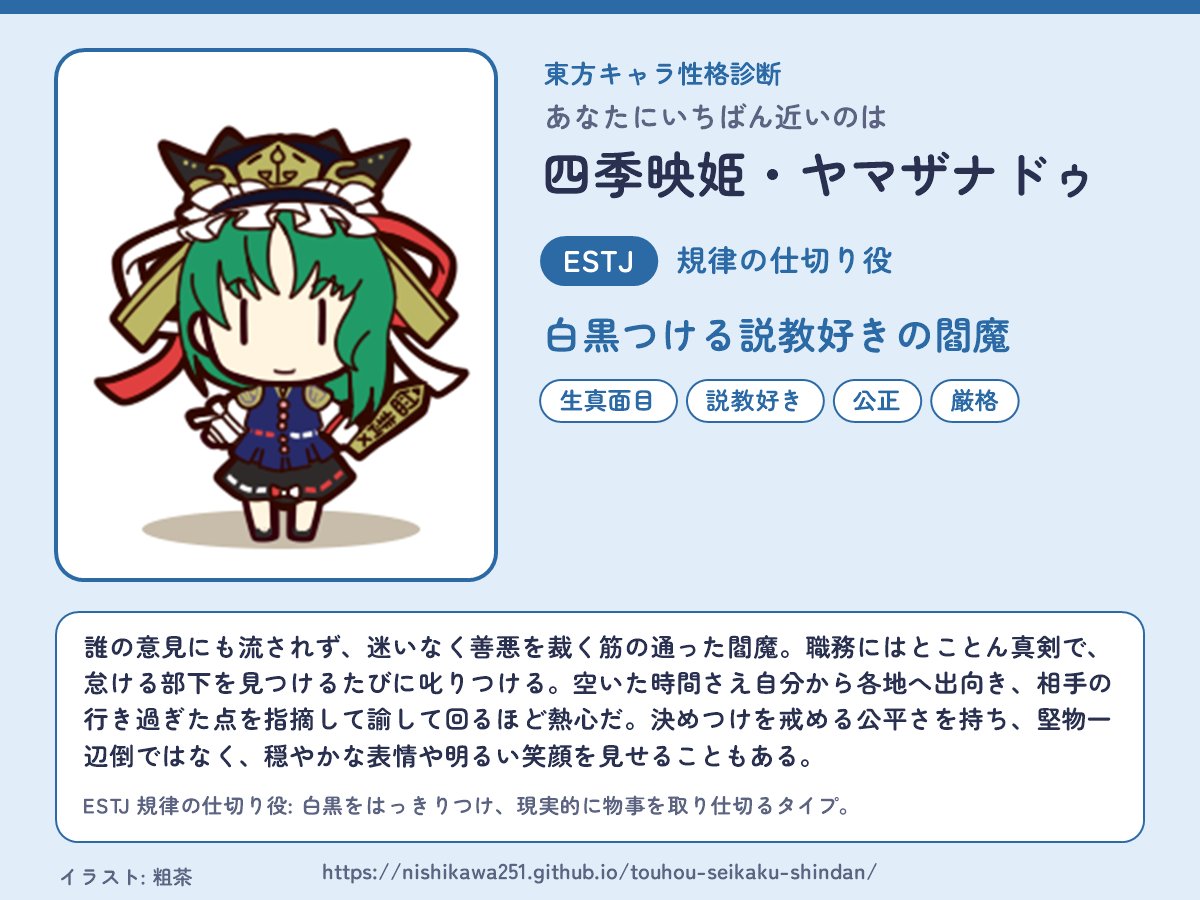 東方キャラ性格診断
あなたにいちばん近いのは
四季映姫・ヤマザナドゥ
ESTJ 規律の仕切り役
白黒つける説教好きの閻魔
生真面目 説教好き 公正 厳格
誰の意見にも流されず、迷いなく善悪を裁く筋の通った閻魔。職務にはとことん真剣で、
怠ける部下を見つけるたびに叱りつける。空いた時間さえ自分から各地へ出向き、相手の
行き過ぎた点を指摘して諭して回るほど熱心だ。決めつけを戒める公平さを持ち、堅物一
辺倒ではなく、穏やかな表情や明るい笑顔を見せることもある。
ESTJ 規律の仕切り役: 白黒をはっきりつけ、現実的に物事を取り仕切るタイプ。
イラスト: 粗茶
https://nishikawa251.github.io/touhou-seikaku-shindan/